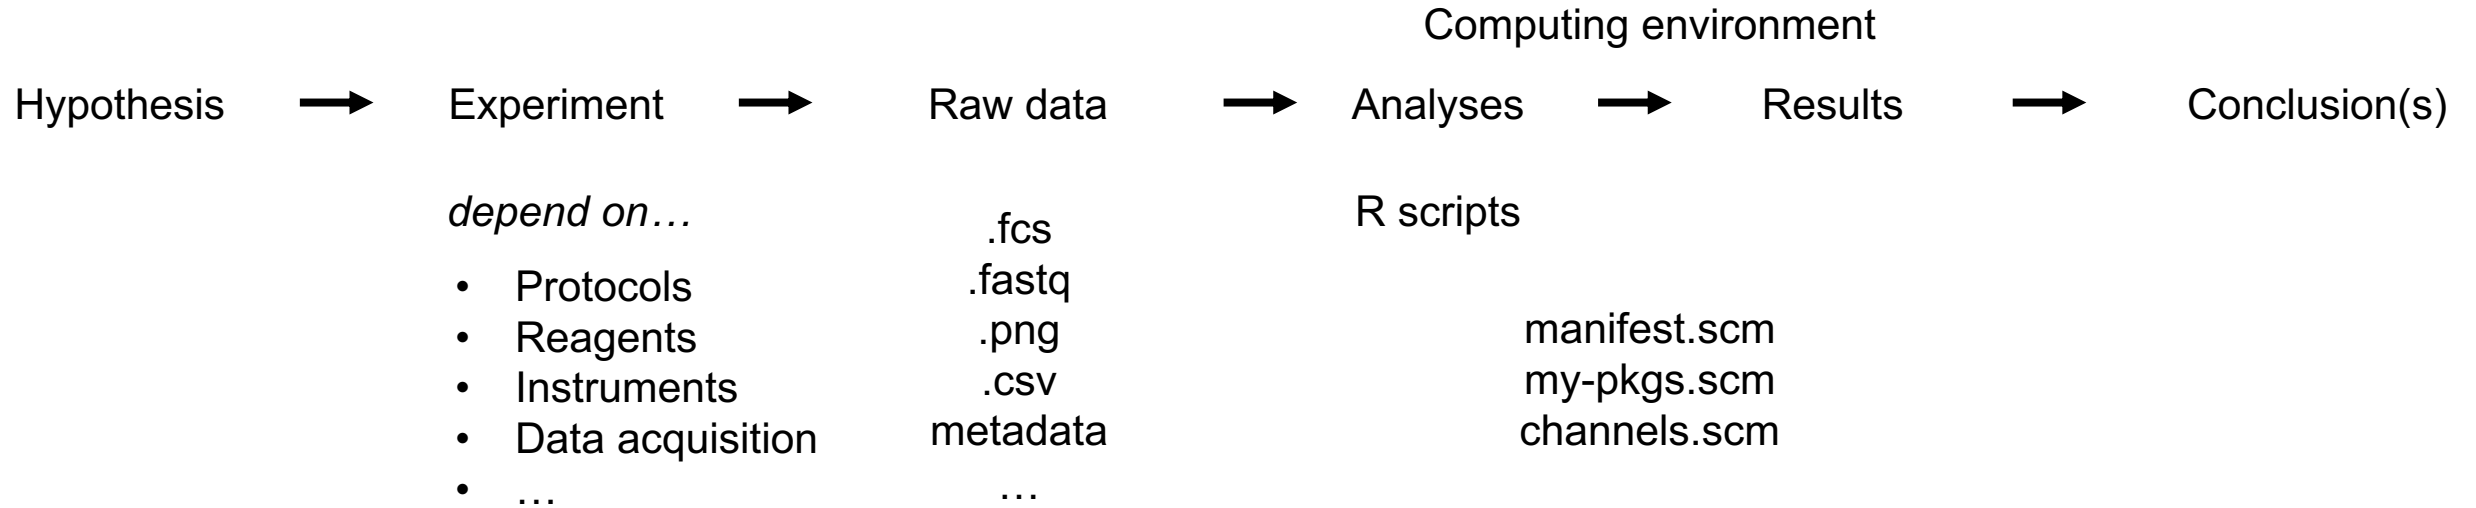 Computing environment
Hypothesis Experiment Raw data Analyses Results Conclusion(s)
depend on…
• Protocols
• Reagents
• Instruments
• Data acquisition
• …
.fcs
.fastq
.png
.csv
metadata
…
R scripts
manifest.scm
my-pkgs.scm
channels.scm